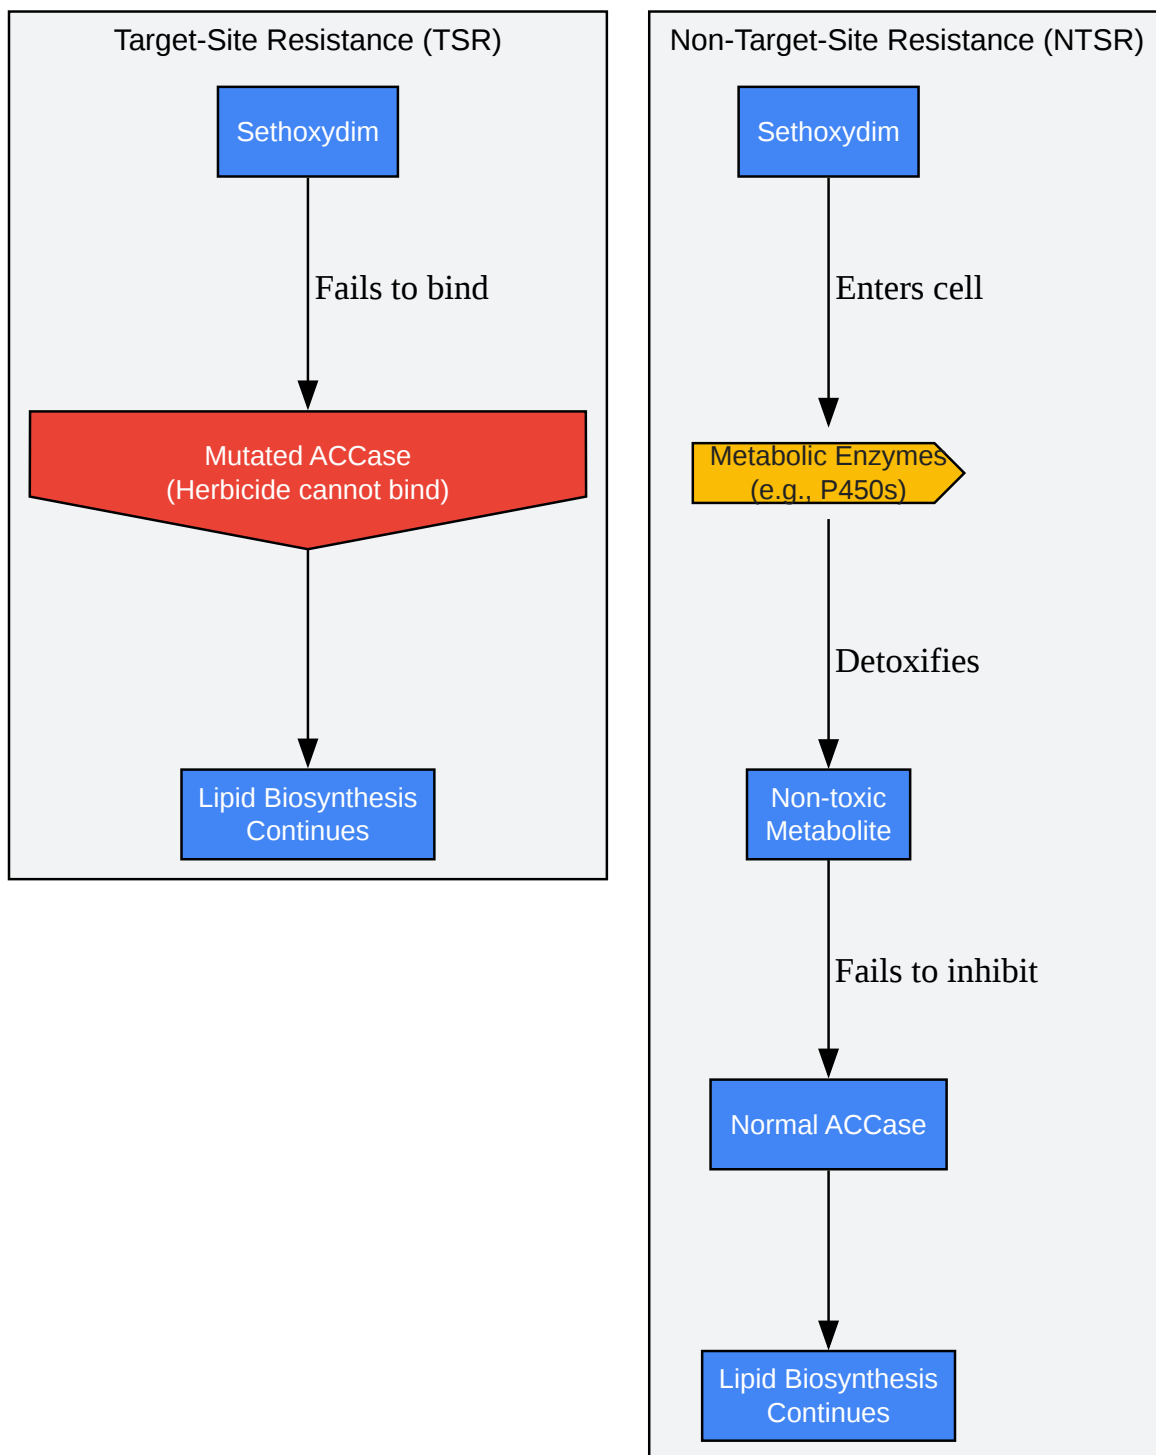 Target-Site Resistance (TSR)
Sethoxydim
Fails to bind
Mutated ACCase
(Herbicide cannot bind)
Lipid Biosynthesis
Continues
Non-Target-Site Resistance (NTSR)
Sethoxydim
Enters cell
Metabolic Enzymes
(e.g., P450s)
Detoxifies
Non-toxic
Metabolite
Fails to inhibit
Normal ACCase
Lipid Biosynthesis
Continues